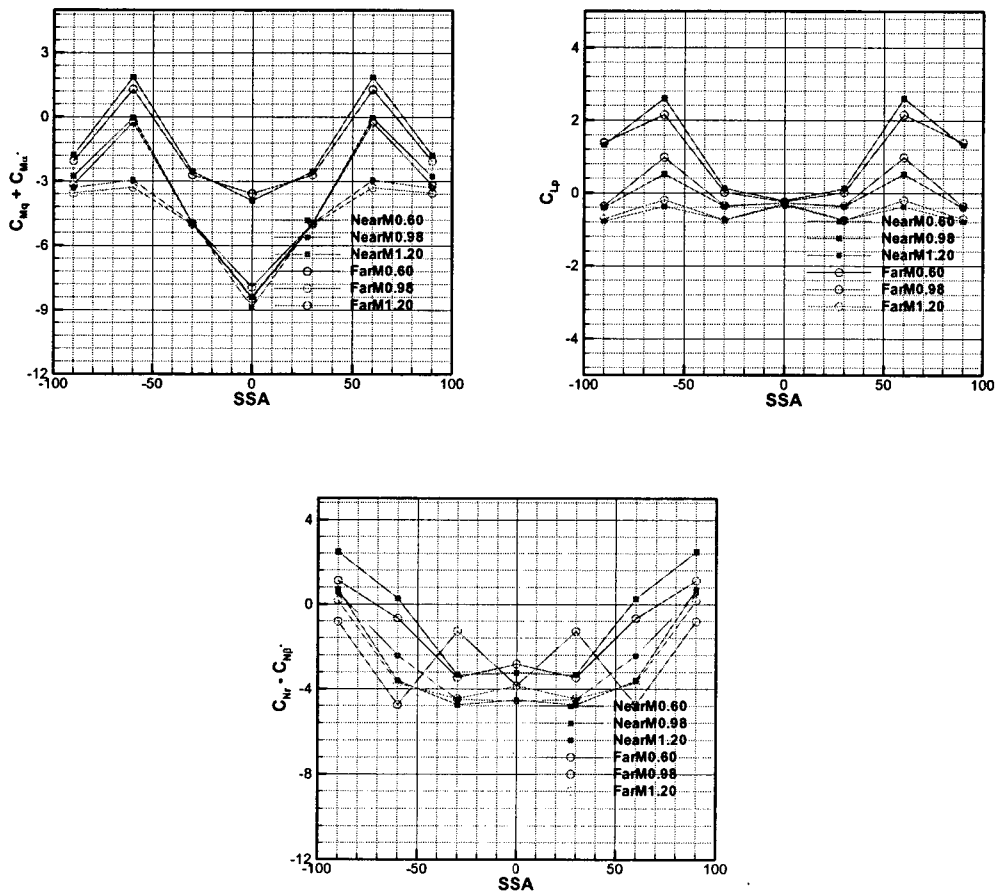 3
0
-3
-6
-9
-12
-100
-50
0
50
100
SSA
C_Mq + C_Mα·
NearM0.60
NearM0.98
NearM1.20
FarM0.60
FarM0.98
FarM1.20
4
2
0
-2
-4
-100
-50
0
50
100
SSA
C_Lp
NearM0.60
NearM0.98
NearM1.20
FarM0.60
FarM0.98
FarM1.20
4
0
-4
-8
-12
-100
-50
0
50
100
SSA
C_Nr - C_Nβ·
NearM0.60
NearM0.98
NearM1.20
FarM0.60
FarM0.98
FarM1.20